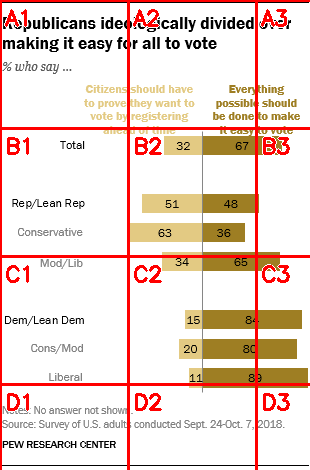 A1 A2 A3
Republicans ideologically divided over
making it easy for all to vote
% who say ...
Citizens should have
to prove they want to
vote by registering
ahead of time
Everything
possible should
be done to make
it easy to vote
B1 B2 B3
Total 32 67
Rep/Lean Rep 51 48
Conservative 63 36
Mod/Lib 34 65
C1 C2 C3
Dem/Lean Dem 15 84
Cons/Mod 20 80
Liberal 11 89
D1 D2 D3
Notes: No answer not shown.
Source: Survey of U.S. adults conducted Sept. 24-Oct. 7, 2018.
PEW RESEARCH CENTER